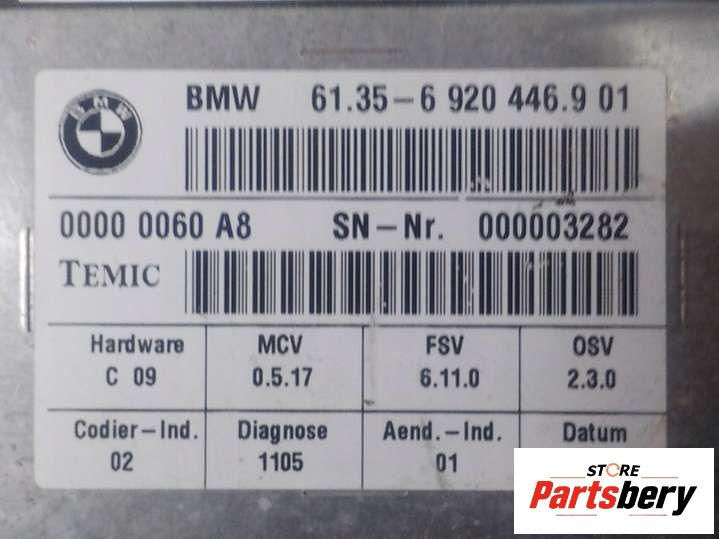 BMW
BMW 61.35-6 920 446.9 01
0000 0060 A8 SN-Nr. 000003282
TEMIC
Hardware MCV FSV OSV
C 09 0.5.17 6.11.0 2.3.0
Codier-Ind. Diagnose Aend.-Ind. Datum
02 1105 01
STORE
Partsbery